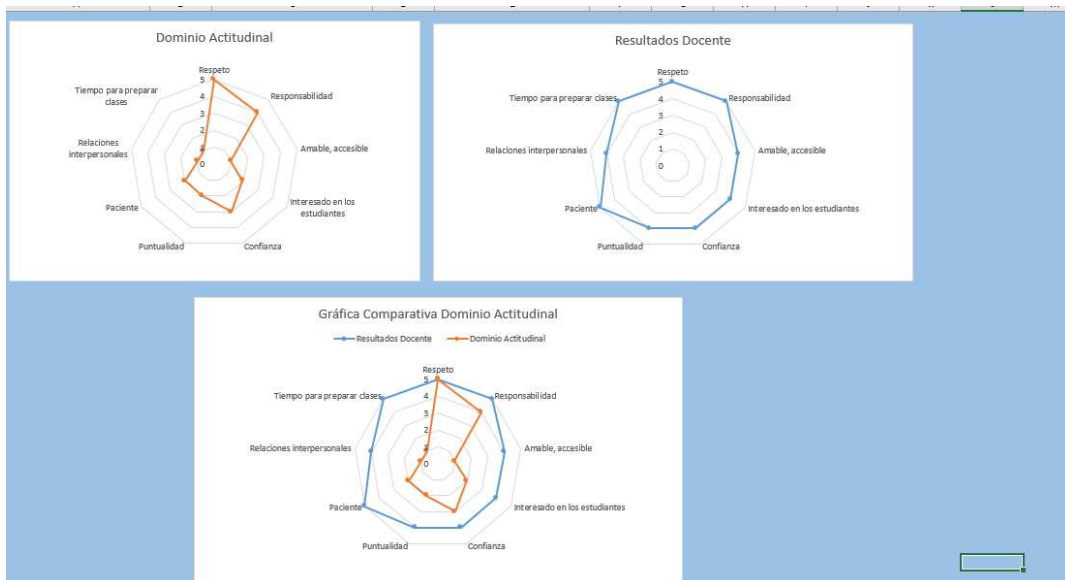 Dominio Actitudinal
Respeto
Responsabilidad
Amable, accesible
Interesado en los
estudiantes
Confianza
Puntualidad
Paciente
Relaciones
interpersonales
Tiempo para preparar
clases
5
4
3
2
1
0
Resultados Docente
Respeto
Responsabilidad
Amable, accesible
Interesado en los estudiantes
Confianza
Puntualidad
Paciente
Relaciones interpersonales
Tiempo para preparar clases
5
4
3
2
1
0
Gráfica Comparativa Dominio Actitudinal
Resultados Docente
Dominio Actitudinal
Respeto
Responsabilidad
Amable, accesible
Interesado en los estudiantes
Confianza
Puntualidad
Paciente
Relaciones interpersonales
Tiempo para preparar clases
5
4
3
2
1
0